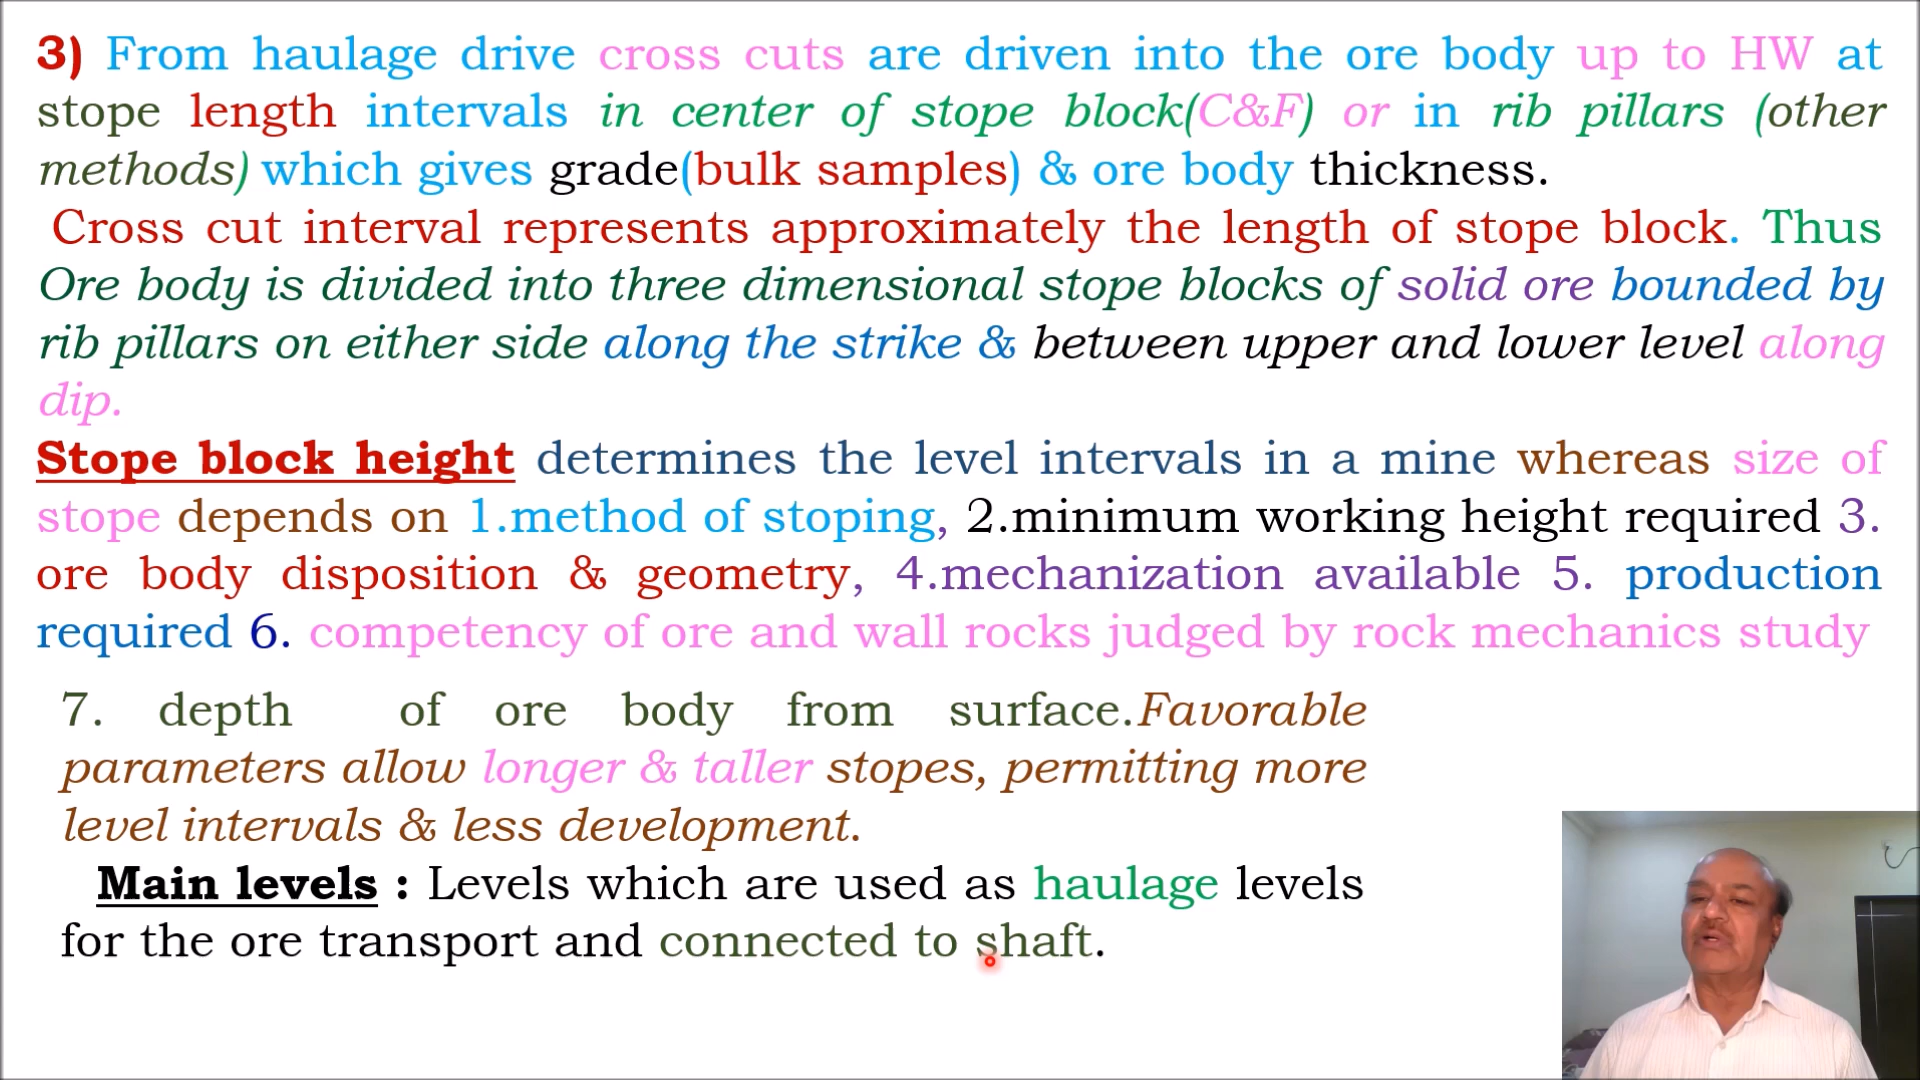 3) From haulage drive cross cuts are driven into the ore body up to HW at
stope length intervals in center of stope block(C&F) or in rib pillars (other
methods) which gives grade(bulk samples) & ore body thickness.
Cross cut interval represents approximately the length of stope block. Thus
Ore body is divided into three dimensional stope blocks of solid ore bounded by
rib pillars on either side along the strike & between upper and lower level along
dip.
Stope block height determines the level intervals in a mine whereas size of
stope depends on 1.method of stoping, 2.minimum working height required 3.
ore body disposition & geometry, 4.mechanization available 5. production
required 6. competency of ore and wall rocks judged by rock mechanics study
7. depth of ore body from surface.Favorable
parameters allow longer & taller stopes, permitting more
level intervals & less development.
Main levels : Levels which are used as haulage levels
for the ore transport and connected to shaft.